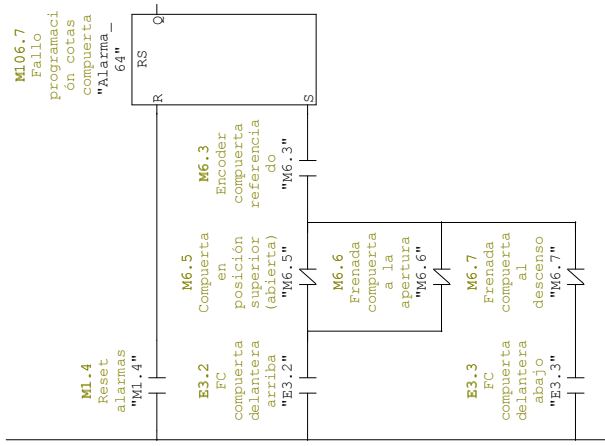 M106.7
Fallo
programaci
ón cotas
compuerta
"Alarma_
64"
RS
Q
R
S
M6.3
Encoder
compuerta
referencia
do
"M6.3"
M6.5
Compuerta
en
posición
superior
(abierta)
"M6.5"
M6.6
Frenada
compuerta
a la
apertura
"M6.6"
M6.7
Frenada
compuerta
al
descenso
"M6.7"
M1.4
Reset
alarmas
"M1.4"
E3.2
FC
compuerta
delantera
arriba
"E3.2"
E3.3
FC
compuerta
delantera
abajo
"E3.3"